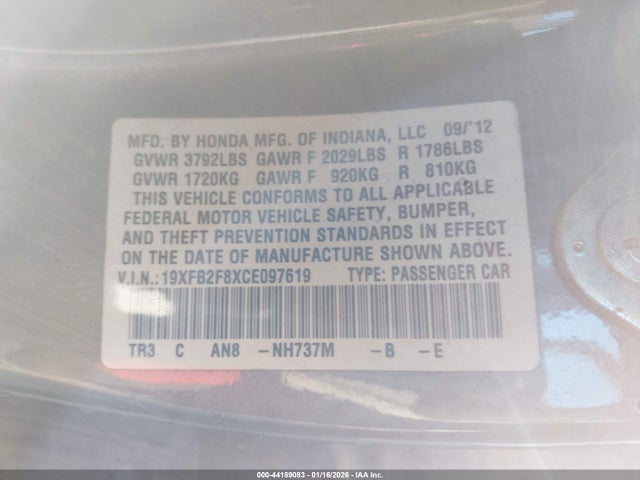 MFD. BY HONDA MFG. OF INDIANA, LLC 09/'12
GVWR 3792LBS GAWR F 2029LBS R 1786LBS
GVWR 1720KG GAWR F 920KG R 810KG
THIS VEHICLE CONFORMS TO ALL APPLICABLE
FEDERAL MOTOR VEHICLE SAFETY, BUMPER,
AND THEFT PREVENTION STANDARDS IN EFFECT
ON THE DATE OF MANUFACTURE SHOWN ABOVE.
V.I.N.:19XFB2F8XCE097619 TYPE: PASSENGER CAR
TR3 C AN8 -NH737M -B -E
000-44189083 - 01/16/2026 - IAA Inc.